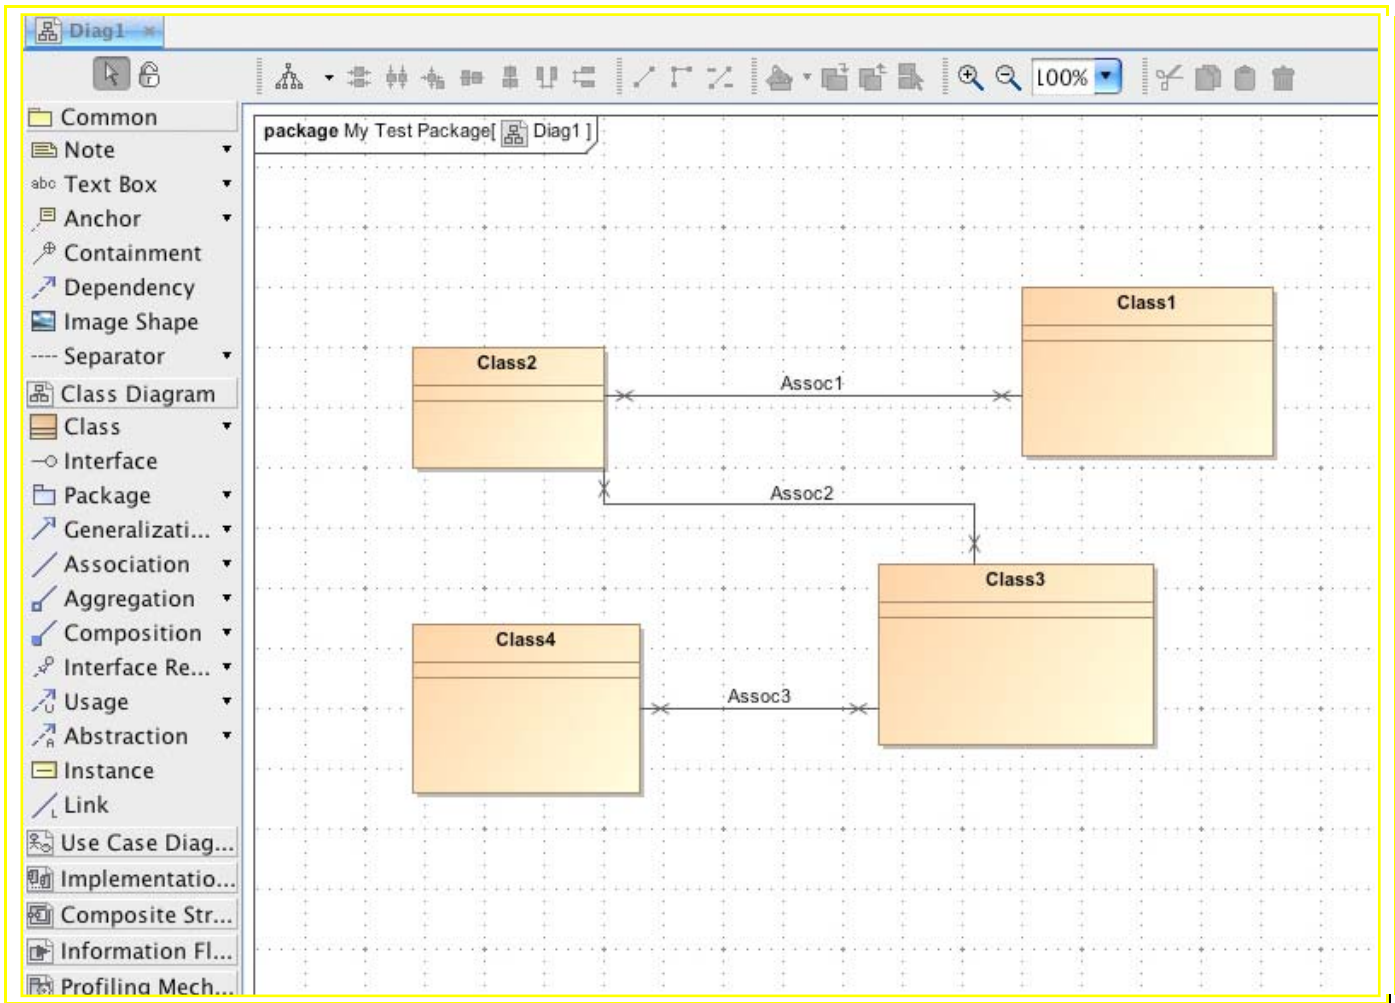 Diag1
100%
Common
Note
abc Text Box
Anchor
Containment
Dependency
Image Shape
Separator
Class Diagram
Class
Interface
Package
Generalizati...
Association
Aggregation
Composition
Interface Re...
Usage
Abstraction
Instance
Link
Use Case Diag...
Implementatio...
Composite Str...
Information Fl...
Profiling Mech...
package My Test Package[ Diag1 ]
Class1
Class2
Assoc1
Assoc2
Class3
Class4
Assoc3